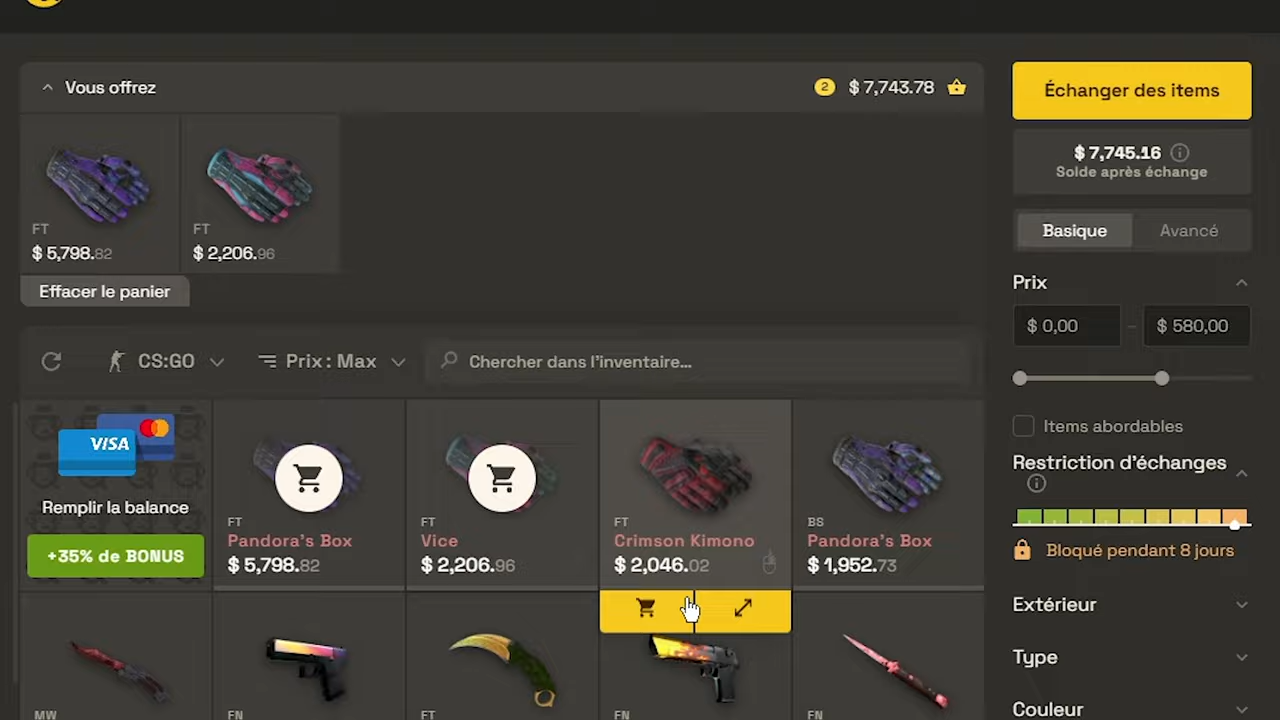 Vous offrez
2 $ 7,743.78
FT
$ 5,798.82
FT
$ 2,206.96
Effacer le panier
Échanger des items
$ 7,745.16
Solde après échange
Basique Avancé
Prix
$ 0,00 - $ 580,00
Items abordables
Restriction d'échanges
Bloqué pendant 8 jours
Extérieur
Type
Couleur
CS:GO Prix : Max Chercher dans l'inventaire...
VISA
Remplir la balance
+35% de BONUS
FT
Pandora's Box
$ 5,798.82
FT
Vice
$ 2,206.96
FT
Crimson Kimono
$ 2,046.02
BS
Pandora's Box
$ 1,952.73
MW
FN
FT
FN
FN